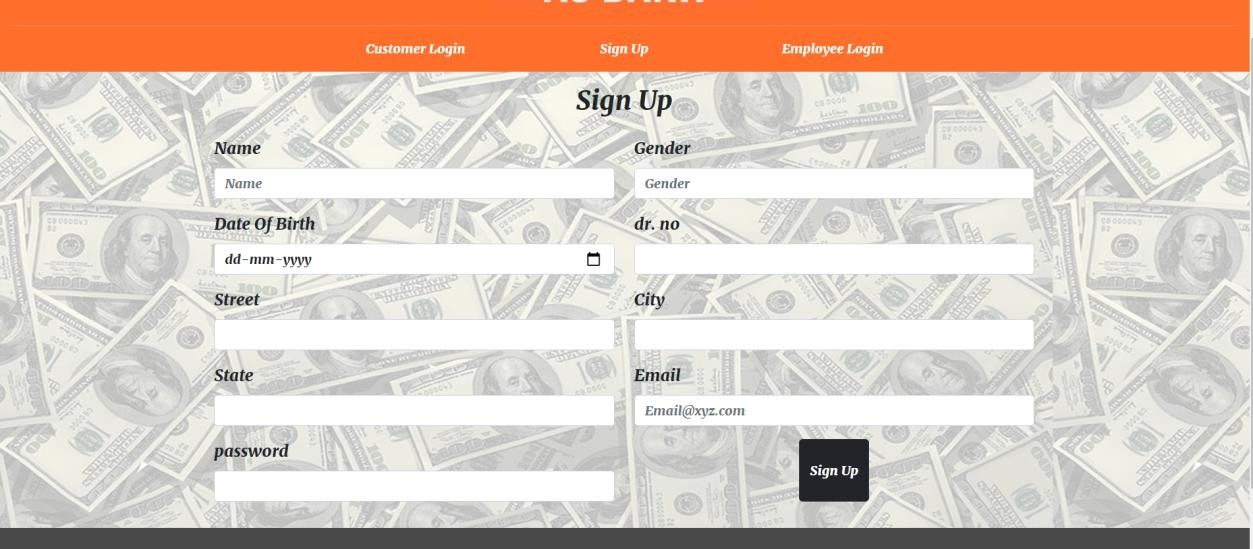 Customer Login Sign Up Employee Login
Sign Up
Name Gender
Name Gender
Date Of Birth dr. no
dd-mm-yyyy
Street City
State Email
Email@xyz.com
password
Sign Up